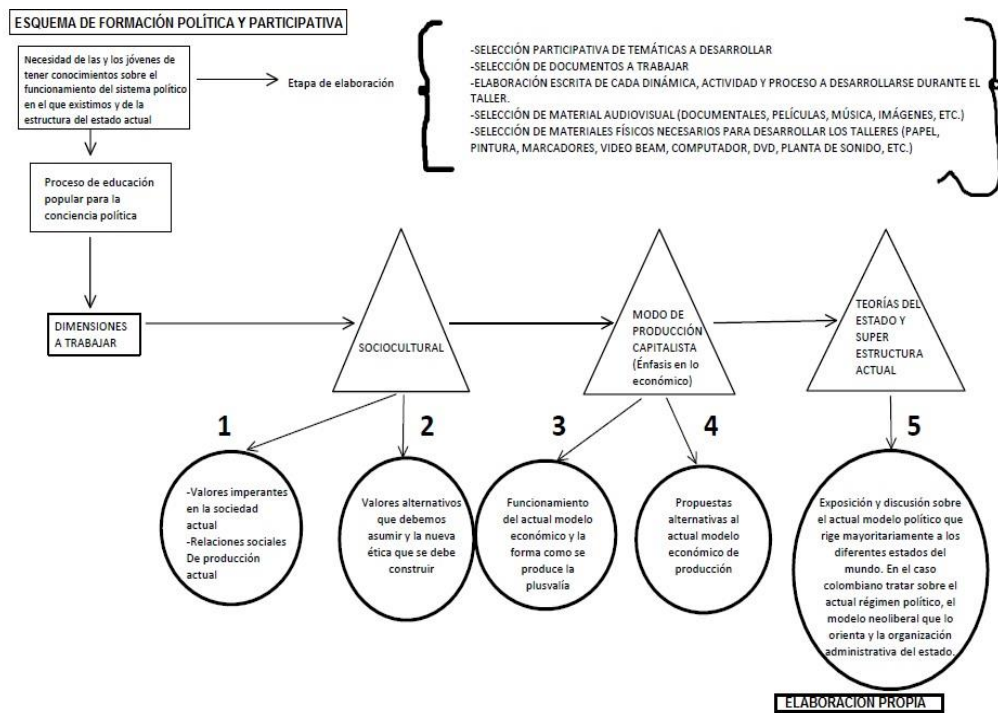 ESQUEMA DE FORMACIÓN POLÍTICA Y PARTICIPATIVA
Necesidad de las y los jóvenes de
tener conocimientos sobre el
funcionamiento del sistema político
en el que existimos y de la
estructura del estado actual
Etapa de elaboración
-SELECCIÓN PARTICIPATIVA DE TEMÁTICAS A DESARROLLAR
-SELECCIÓN DE DOCUMENTOS A TRABAJAR
-ELABORACIÓN ESCRITA DE CADA DINÁMICA, ACTIVIDAD Y PROCESO A DESARROLLARSE DURANTE EL
TALLER.
-SELECCIÓN DE MATERIAL AUDIOVISUAL (DOCUMENTALES, PELÍCULAS, MÚSICA, IMÁGENES, ETC.)
-SELECCIÓN DE MATERIALES FÍSICOS NECESARIOS PARA DESARROLLAR LOS TALLERES (PAPEL,
PINTURA, MARCADORES, VIDEO BEAM, COMPUTADOR, DVD, PLANTA DE SONIDO, ETC.)
Proceso de educación
popular para la
conciencia política
DIMENSIONES
A TRABAJAR
SOCIOCULTURAL
MODO DE
PRODUCCIÓN
CAPITALISTA
(Énfasis en lo
económico)
TEORÍAS DEL
ESTADO Y
SUPER
ESTRUCTURA
ACTUAL
1
-Valores imperantes
en la sociedad
actual
-Relaciones sociales
De producción
actual
2
Valores alternativos
que debemos
asumir y la nueva
ética que se debe
construir
3
Funcionamiento
del actual modelo
económico y la
forma como se
produce la
plusvalía
4
Propuestas
alternativas al
actual modelo
económico de
producción
5
Exposición y discusión sobre
el actual modelo político que
rige mayoritariamente a los
diferentes estados del
mundo. En el caso
colombiano tratar sobre el
actual régimen político, el
modelo neoliberal que lo
orienta y la organización
administrativa del estado.
ELABORACION PROPIA